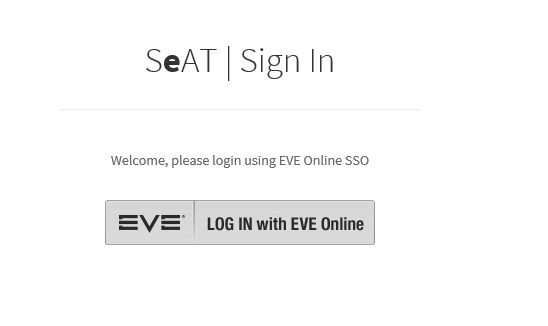 SeAT | Sign In
Welcome, please login using EVE Online SSO
EVE® LOG IN with EVE Online